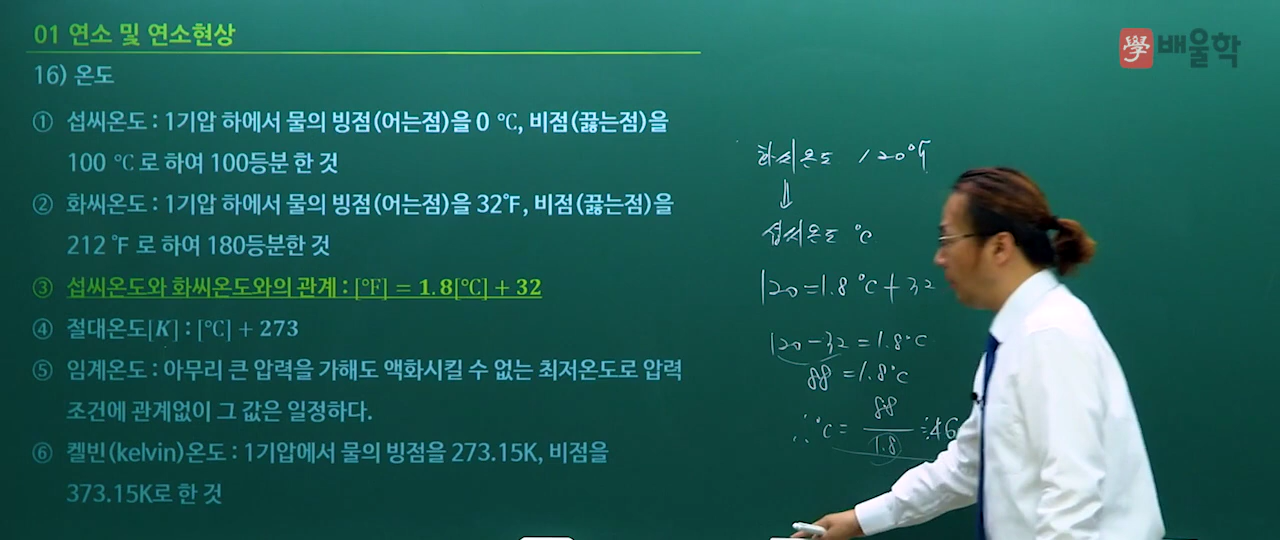 01 연소 및 연소현상
學 배울학
16) 온도
① 섭씨온도 : 1기압 하에서 물의 빙점(어는점)을 0 ℃, 비점(끓는점)을
100 ℃ 로 하여 100등분 한 것
② 화씨온도 : 1기압 하에서 물의 빙점(어는점)을 32℉, 비점(끓는점)을
212 ℉ 로 하여 180등분한 것
③ 섭씨온도와 화씨온도와의 관계 : [℉] = 1.8[℃] + 32
④ 절대온도[K] : [℃] + 273
⑤ 임계온도 : 아무리 큰 압력을 가해도 액화시킬 수 없는 최저온도로 압력
조건에 관계없이 그 값은 일정하다.
⑥ 켈빈(kelvin)온도 : 1기압에서 물의 빙점을 273.15K, 비점을
373.15K로 한 것
화씨온도 120℉
⇓
섭씨온도 ℃
120=1.8℃+32
120-32=1.8℃
88=1.8℃
∴℃= 88/1.8 ≒46